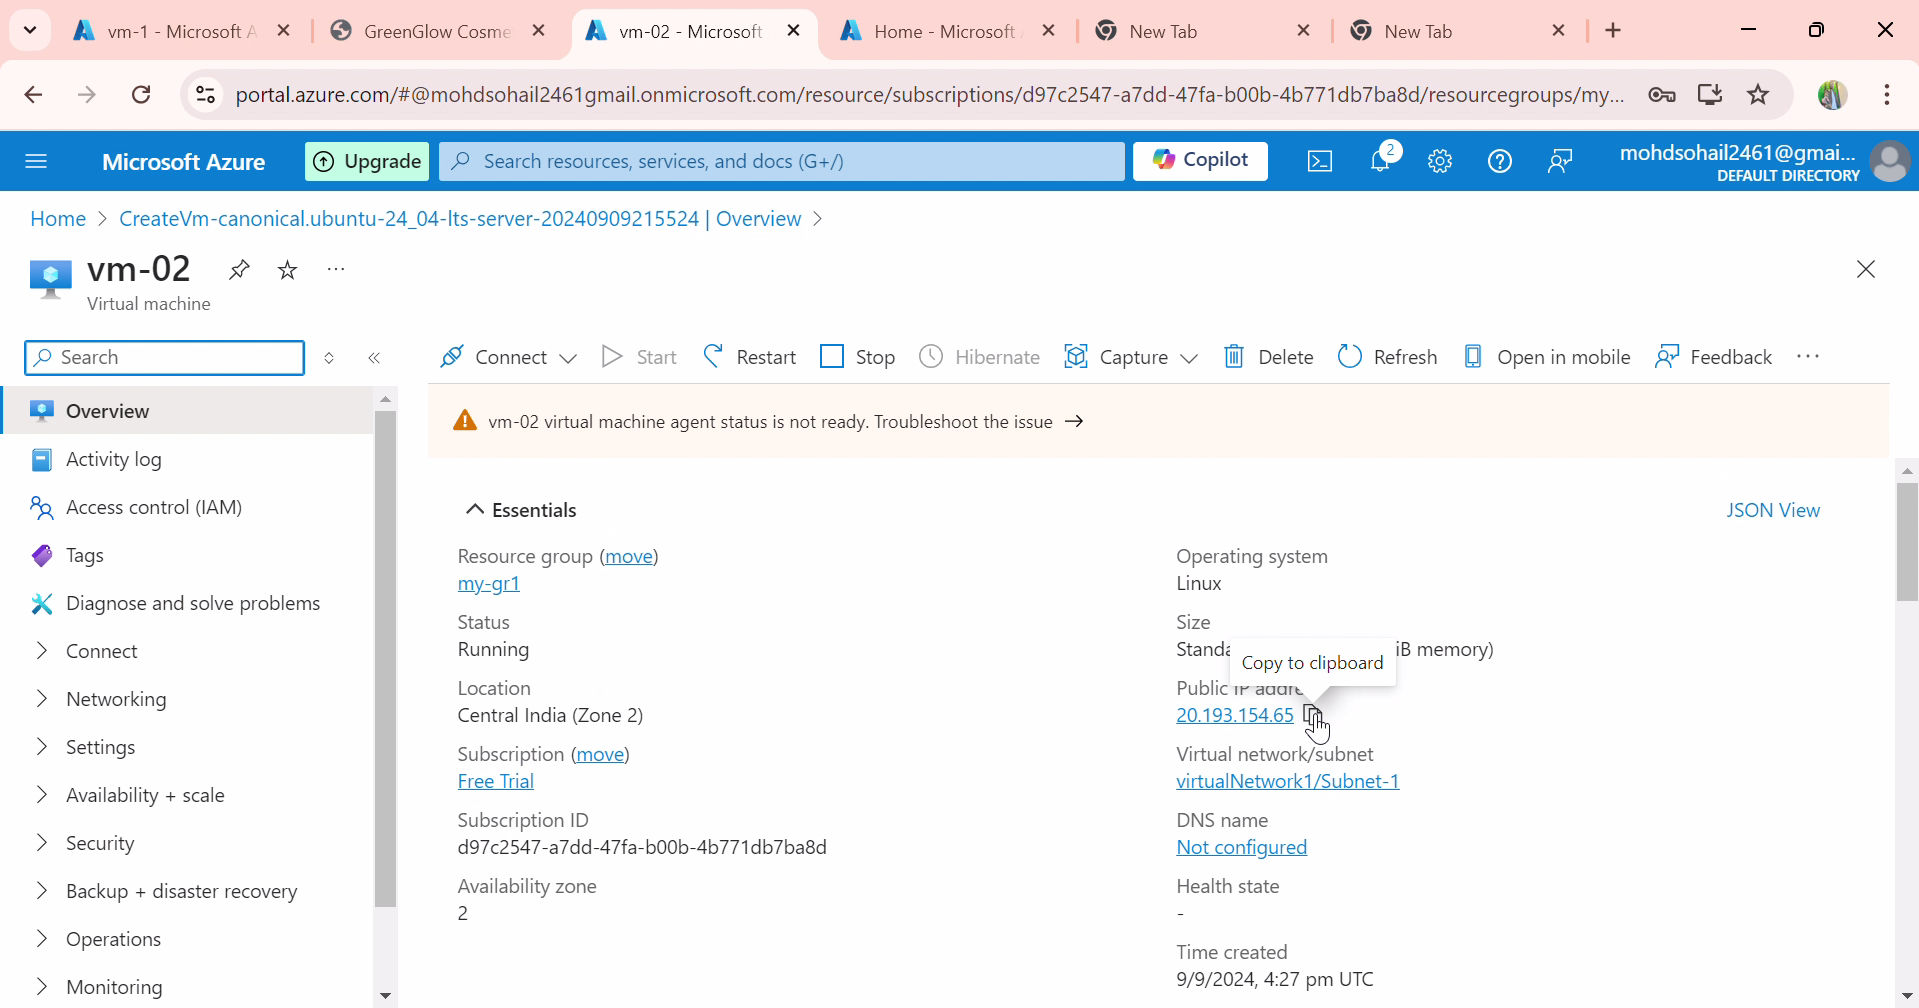 vm-1 - Microsoft A
GreenGlow Cosme
vm-02 - Microsoft
Home - Microsoft A
New Tab
New Tab
portal.azure.com/#@mohdsohail2461gmail.onmicrosoft.com/resource/subscriptions/d97c2547-a7dd-47fa-b00b-4b771db7ba8d/resourcegroups/my...
Microsoft Azure
Upgrade
Search resources, services, and docs (G+/)
Copilot
2
mohdsohail2461@gmai...
DEFAULT DIRECTORY
Home > CreateVm-canonical.ubuntu-24_04-lts-server-20240909215524 | Overview >
vm-02
...
Virtual machine
Search
Connect
Start
Restart
Stop
Hibernate
Capture
Delete
Refresh
Open in mobile
Feedback
...
Overview
Activity log
Access control (IAM)
Tags
Diagnose and solve problems
Connect
Networking
Settings
Availability + scale
Security
Backup + disaster recovery
Operations
Monitoring
vm-02 virtual machine agent status is not ready. Troubleshoot the issue →
Essentials
JSON View
Resource group (move)
my-gr1
Status
Running
Location
Central India (Zone 2)
Subscription (move)
Free Trial
Subscription ID
d97c2547-a7dd-47fa-b00b-4b771db7ba8d
Availability zone
2
Operating system
Linux
Size
iB memory)
Copy to clipboard
Public IP
20.193.154.65
Virtual network/subnet
virtualNetwork1/Subnet-1
DNS name
Not configured
Health state
-
Time created
9/9/2024, 4:27 pm UTC